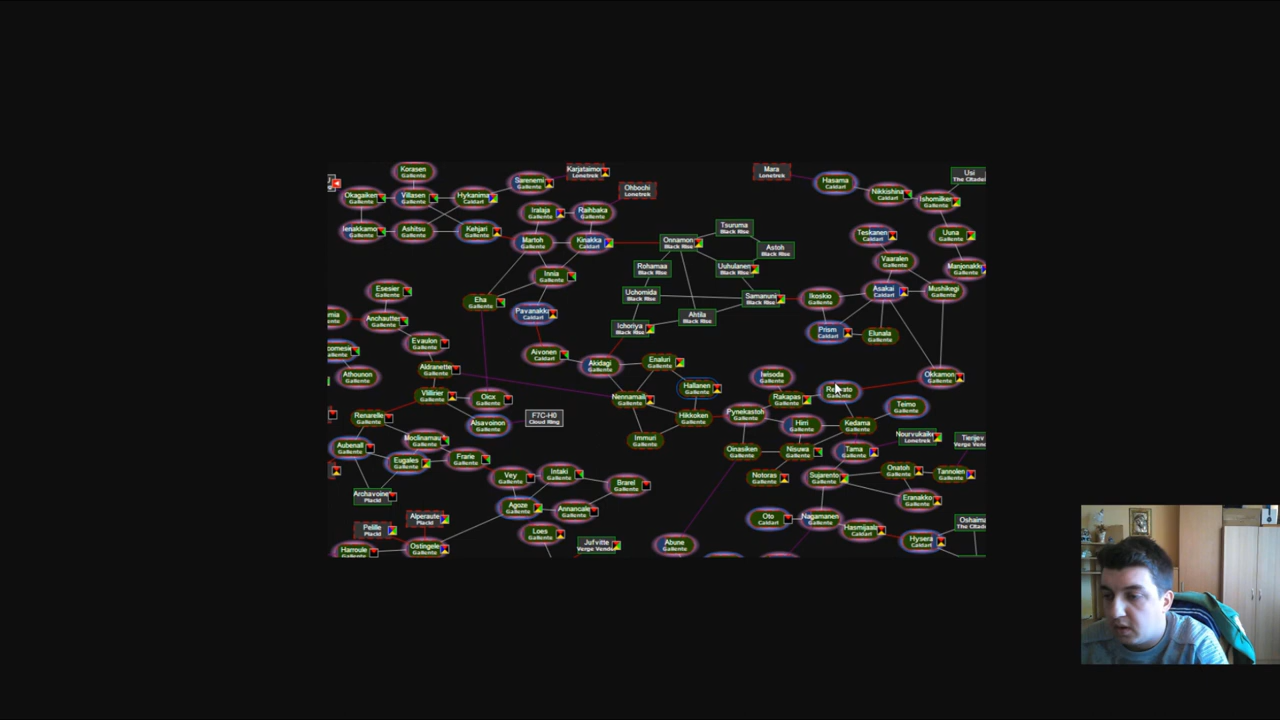 Korasen
Gallente
Okagaiken
Gallente
Villasen
Gallente
Hykanima
Caldari
Sarenemi
Gallente
Karjataimon
Lonetrek
Ohbochi
Lonetrek
Mara
Lonetrek
Hasama
Caldari
Nikkishina
Caldari
Ishomilken
Gallente
Usi
The Citadel
Ienakkamo
Gallente
Ashitsu
Gallente
Kehjari
Gallente
Iralaja
Gallente
Raihbaka
Gallente
Martoh
Gallente
Kinakka
Caldari
Onnamon
Black Rise
Tsuruma
Black Rise
Astoh
Black Rise
Teskanen
Caldari
Uuna
Gallente
Rohamaa
Black Rise
Uuhulanen
Black Rise
Vaaralen
Gallente
Manjonakko
Gallente
Innia
Gallente
Esesier
Gallente
Eha
Gallente
Uchomida
Black Rise
Samanuni
Black Rise
Ikoskio
Gallente
Asakai
Caldari
Mushikegi
Gallente
Anchauttes
Gallente
Pavanakka
Caldari
Ichoriya
Black Rise
Ahtila
Black Rise
Prism
Caldari
Elunala
Gallente
Evaulon
Gallente
Aivonen
Caldari
Akidagi
Gallente
Enaluri
Gallente
Athounon
Gallente
Aldranette
Gallente
Hallanen
Gallente
Iwisoda
Gallente
Okkamon
Gallente
Vlillirier
Gallente
Oicx
Gallente
Nennamaila
Gallente
Rakapas
Gallente
Gallente
Teimo
Gallente
Renarelle
Gallente
Alsavoinon
Gallente
F7C-H0
Cloud Ring
Hikkoken
Gallente
Pynekastoh
Gallente
Hirri
Gallente
Kedama
Gallente
Aubenall
Gallente
Moclinamaud
Gallente
Immuri
Gallente
Oinasiken
Gallente
Nisuwa
Gallente
Tama
Gallente
Nourvukaiken
Lonetrek
Tierijev
Verge Vendor
Eugales
Gallente
Frarie
Gallente
Vey
Gallente
Intaki
Gallente
Brarel
Gallente
Notoras
Gallente
Sujarento
Gallente
Onatoh
Gallente
Tannolen
Gallente
Archavoinet
Placid
Agoze
Gallente
Annancale
Gallente
Eranakko
Gallente
Pelille
Placid
Alperaute
Placid
Loes
Gallente
Oto
Caldari
Nagamanen
Gallente
Hasmijaala
Caldari
Oshaima
The Citadel
Harroule
Gallente
Ostingele
Gallente
Jufvitte
Verge Vendor
Abune
Gallente
Hysera
Caldari